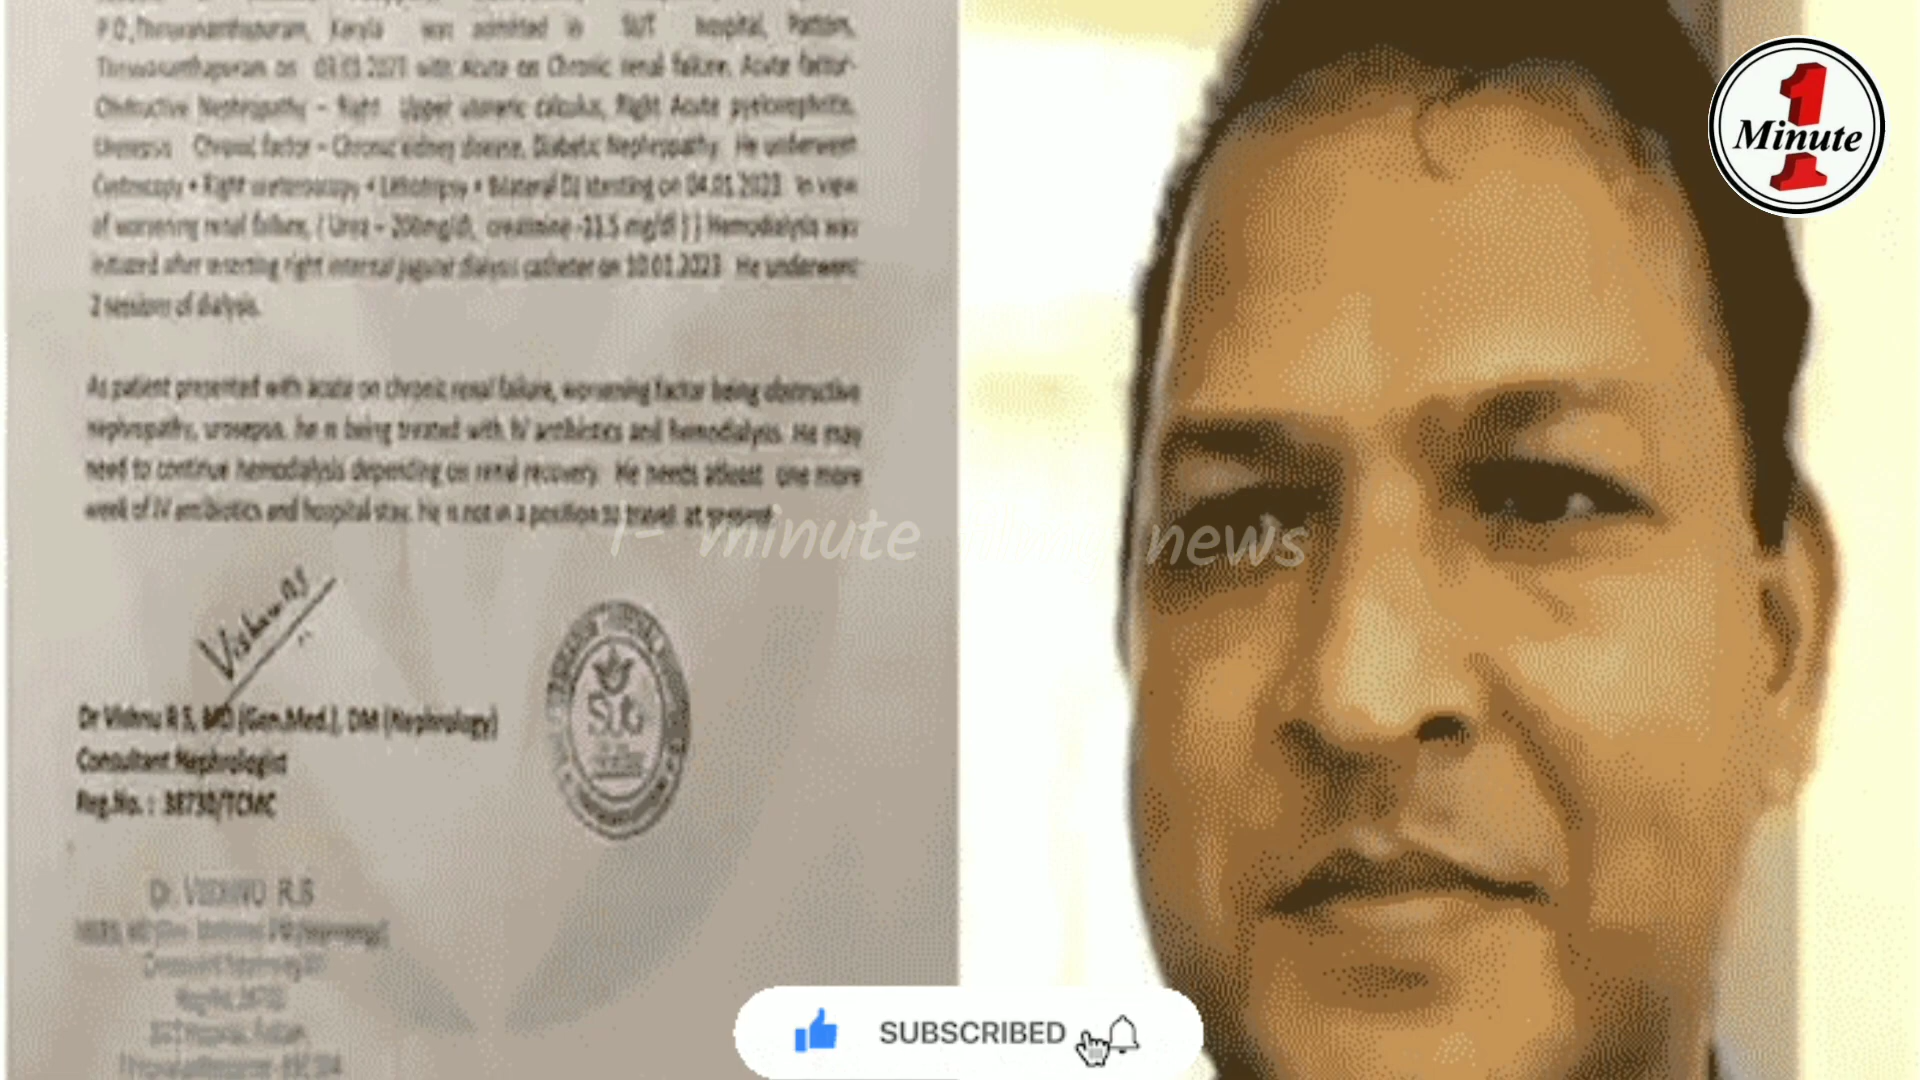 P.O., Thiruvananthapuram, Kerala was admitted in SUT hospital, Pattom,
Thiruvananthapuram on 03.01.2023 with Acute on Chronic renal failure, Acute factor-
Obstructive Nephropathy – Right Upper ureteric calculus, Right Acute pyelonephritis,
Urosepsis Chronic factor – Chronic kidney disease, Diabetic Nephropathy. He underwent
Cystoscopy + Right ureteroscopy + Lithotripsy + Bilateral DJ stenting on 04.01.2023 In view
of worsening renal failure, ( Urea – 200mg/dl, creatinine -11.5 mg/dl ) ) Hemodialysis was
initiated after inserting right internal jugular dialysis catheter on 10.01.2023 He underwent
2 sessions of dialysis.
As patient presented with acute on chronic renal failure, worsening factor being obstructive
nephropathy, urosepsis, he is being treated with IV antibiotics and hemodialysis. He may
need to continue hemodialysis depending on renal recovery. He needs atleast one more
week of IV antibiotics and hospital stay. He is not in a position to travel at present.
Dr Vishnu R S, MD (Gen.Med.), DM (Nephrology)
Consultant Nephrologist
Reg.No. : 38730/TCMC
SUT
Dr. VISHNU R.S
1
Minute
1- minute news
SUBSCRIBED